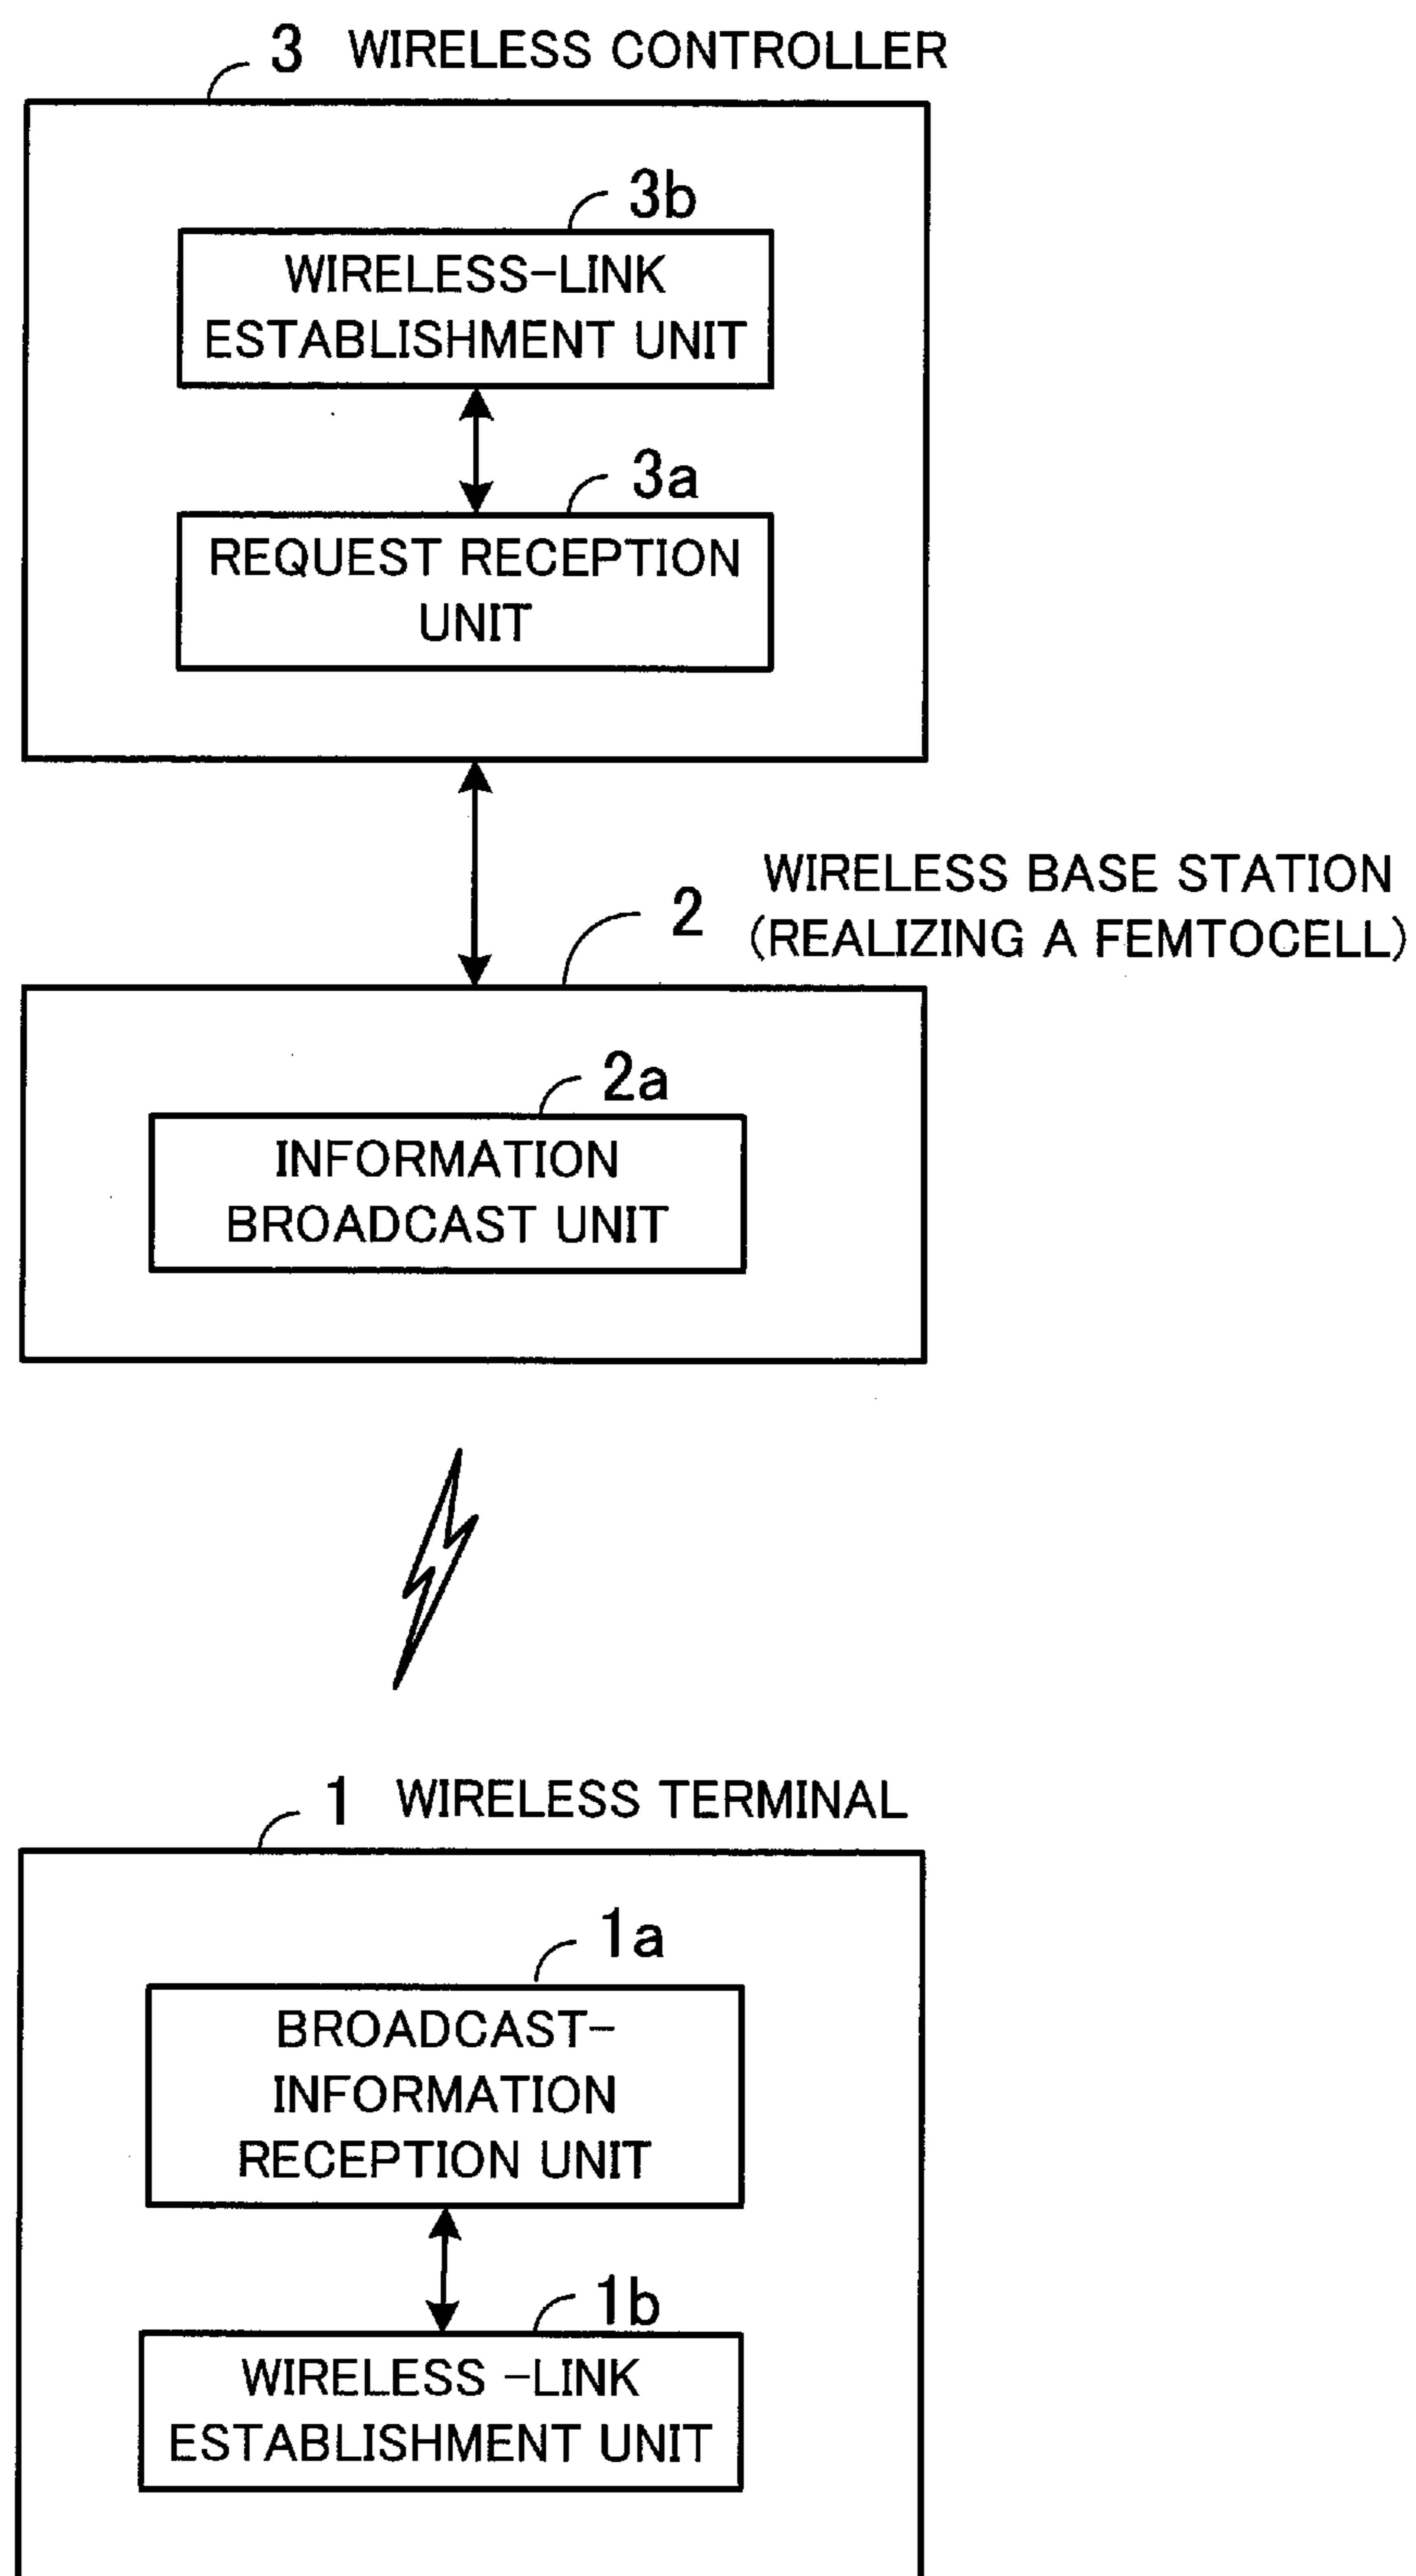 3 WIRELESS CONTROLLER
3b
WIRELESS-LINK
ESTABLISHMENT UNIT
3a
REQUEST RECEPTION
UNIT
WIRELESS BASE STATION
2 (REALIZING A FEMTOCELL)
2a
INFORMATION
BROADCAST UNIT
1 WIRELESS TERMINAL
1a
BROADCAST-
INFORMATION
RECEPTION UNIT
1b
WIRELESS -LINK
ESTABLISHMENT UNIT